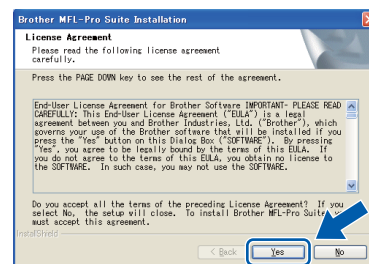 Brother MFL-Pro Suite Installation
License Agreement
Please read the following license agreement
carefully.
Press the PAGE DOWN key to see the rest of the agreement.
End-User License Agreement for Brother Software IMPORTANT- PLEASE READ
CAREFULLY: This End-User License Agreement ("EULA") is a legal
agreement between you and Brother Industries, Ltd. ("Brother"), which
governs your use of the Brother software that will be installed if you
press the "Yes" button on this Dialog Box ("SOFTWARE"). By pressing
"Yes", you agree to be legally bound by the terms of this EULA. If
you do not agree to the terms of this EULA, you obtain no license to
the SOFTWARE. In such case, you may not use the SOFTWARE.
Do you accept all the terms of the preceding License Agreement? If you
select No, the setup will close. To install Brother MFL-Pro Suite,
must accept this agreement.
InstallShield
< Back Yes No